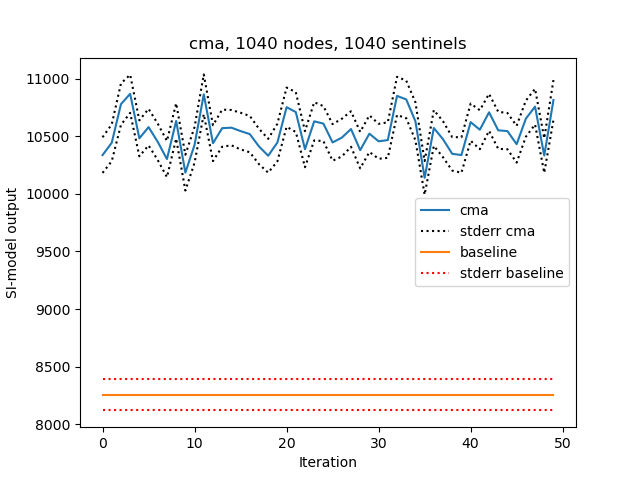 cma, 1040 nodes, 1040 sentinels
11000
10500
10000
9500
9000
8500
8000
SI-model output
cma
stderr cma
baseline
stderr baseline
0 10 20 30 40 50
Iteration